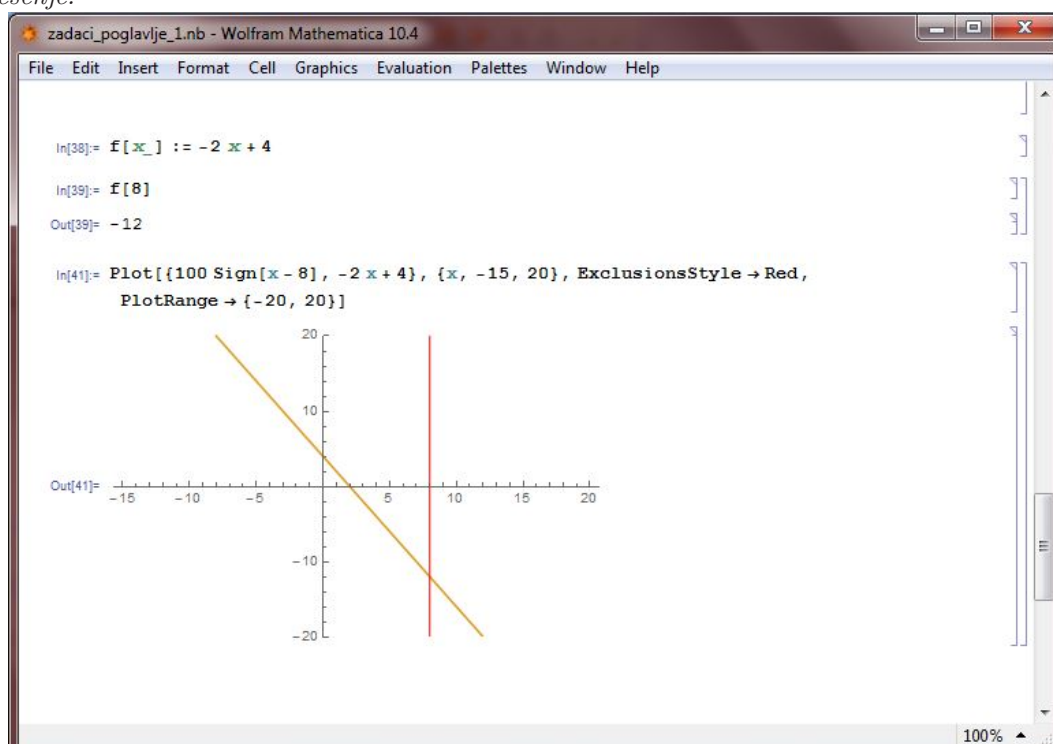 zadaci_poglavlje_1.nb - Wolfram Mathematica 10.4
File Edit Insert Format Cell Graphics Evaluation Palettes Window Help
In[38]:= f[x_] := -2 x + 4
In[39]:= f[8]
Out[39]= -12
In[41]:= Plot[{100 Sign[x - 8], -2 x + 4}, {x, -15, 20}, ExclusionsStyle → Red,
PlotRange → {-20, 20}]
20
10
Out[41]=
-15 -10 -5 5 10 15 20
-10
-20
100%